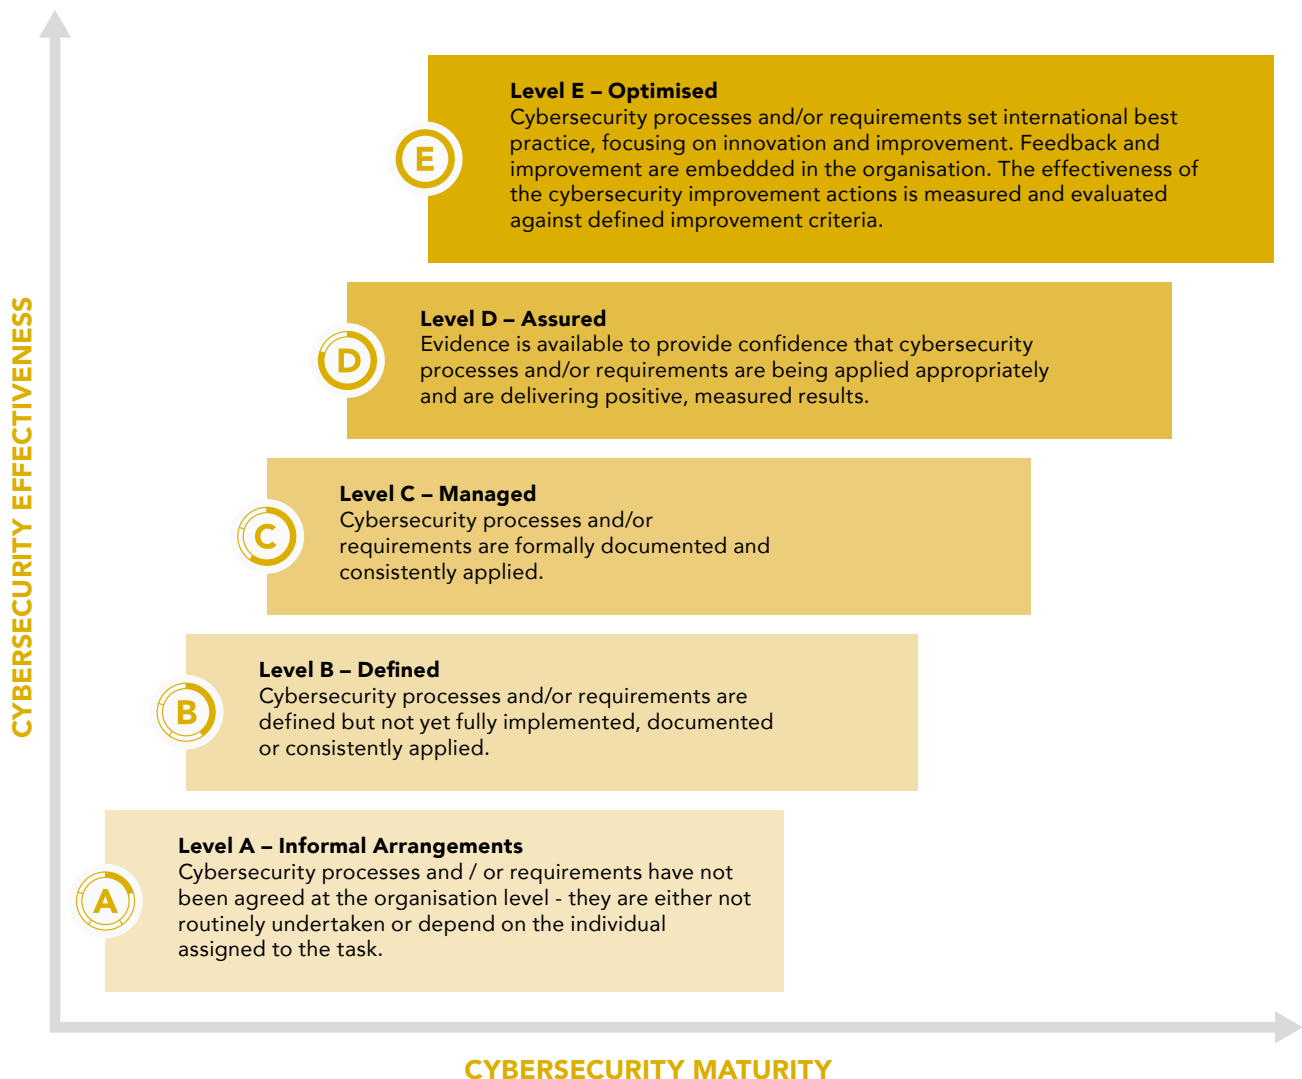 CYBERSECURITY EFFECTIVENESS
E
Level E – Optimised
Cybersecurity processes and/or requirements set international best
practice, focusing on innovation and improvement. Feedback and
improvement are embedded in the organisation. The effectiveness of
the cybersecurity improvement actions is measured and evaluated
against defined improvement criteria.
D
Level D – Assured
Evidence is available to provide confidence that cybersecurity
processes and/or requirements are being applied appropriately
and are delivering positive, measured results.
C
Level C – Managed
Cybersecurity processes and/or
requirements are formally documented and
consistently applied.
B
Level B – Defined
Cybersecurity processes and/or requirements are
defined but not yet fully implemented, documented
or consistently applied.
A
Level A – Informal Arrangements
Cybersecurity processes and / or requirements have not
been agreed at the organisation level - they are either not
routinely undertaken or depend on the individual
assigned to the task.
CYBERSECURITY MATURITY